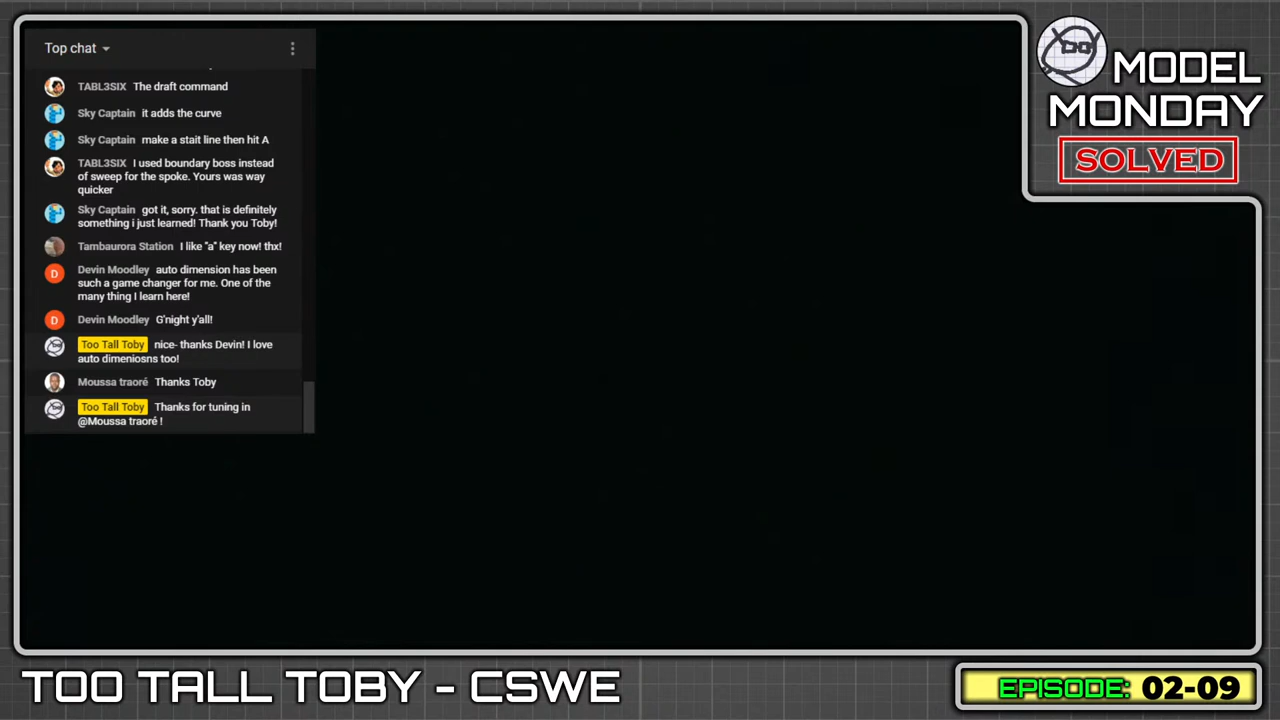 Top chat
TABL3SIX The draft command
Sky Captain it adds the curve
Sky Captain make a stait line then hit A
TABL3SIX I used boundary boss instead
of sweep for the spoke. Yours was way
quicker
Sky Captain got it, sorry. that is definitely
something i just learned! Thank you Toby!
Tambaurora Station I like "a" key now! thx!
D
Devin Moodley auto dimension has been
such a game changer for me. One of the
many thing I learn here!
D
Devin Moodley G'night y'all!
Too Tall Toby nice- thanks Devin! I love
auto dimeniosns too!
Moussa traoré Thanks Toby
Too Tall Toby Thanks for tuning in
@Moussa traoré !
MODEL
MONDAY
SOLVED
TOO TALL TOBY - CSWE
EPISODE: 02-09